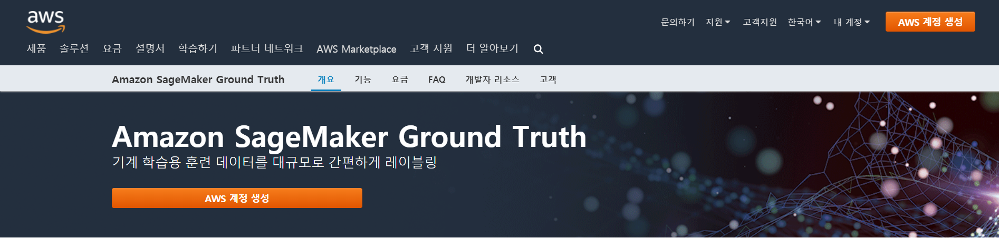 aws
문의하기 지원 고객지원 한국어 내 계정 AWS 계정 생성
제품 솔루션 요금 설명서 학습하기 파트너 네트워크 AWS Marketplace 고객 지원 더 알아보기
Amazon SageMaker Ground Truth 개요 기능 요금 FAQ 개발자 리소스 고객
Amazon SageMaker Ground Truth
기계 학습용 훈련 데이터를 대규모로 간편하게 레이블링
AWS 계정 생성